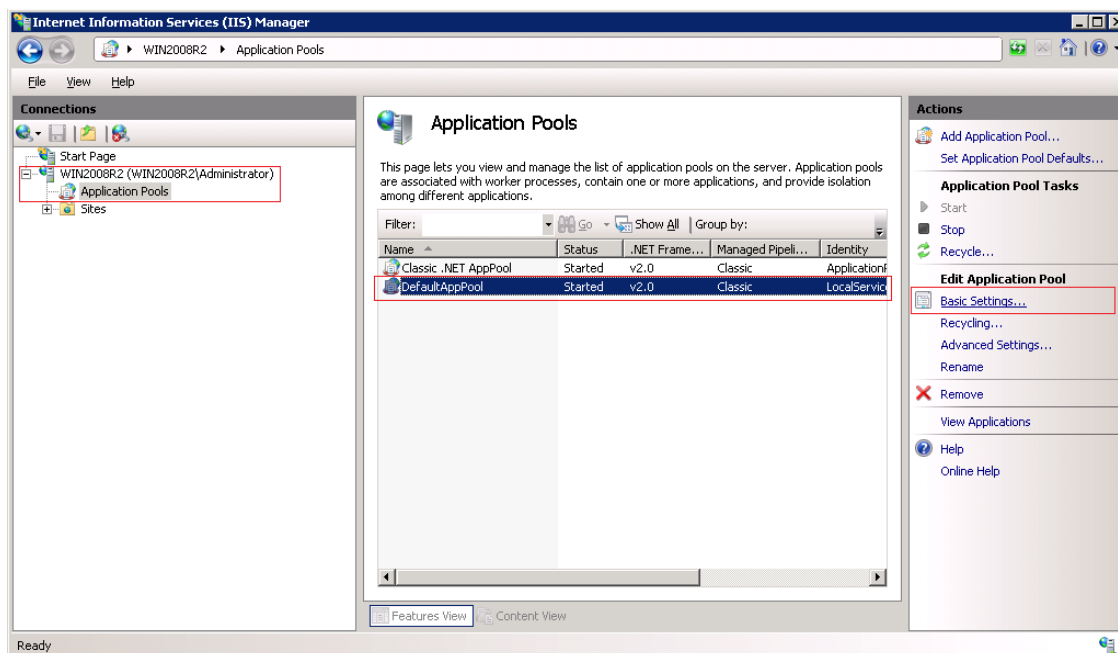 Internet Information Services (IIS) Manager
WIN2008R2 Application Pools
File View Help
Connections
Start Page
WIN2008R2 (WIN2008R2\Administrator)
Application Pools
Sites
Application Pools
This page lets you view and manage the list of application pools on the server. Application pools
are associated with worker processes, contain one or more applications, and provide isolation
among different applications.
Filter: Go Show All Group by:
Name Status .NET Frame... Managed Pipeli... Identity
Classic .NET AppPool Started v2.0 Classic Application
DefaultAppPool Started v2.0 Classic LocalServic
Features View Content View
Actions
Add Application Pool...
Set Application Pool Defaults...
Application Pool Tasks
Start
Stop
Recycle...
Edit Application Pool
Basic Settings...
Recycling...
Advanced Settings...
Rename
Remove
View Applications
Help
Online Help
Ready